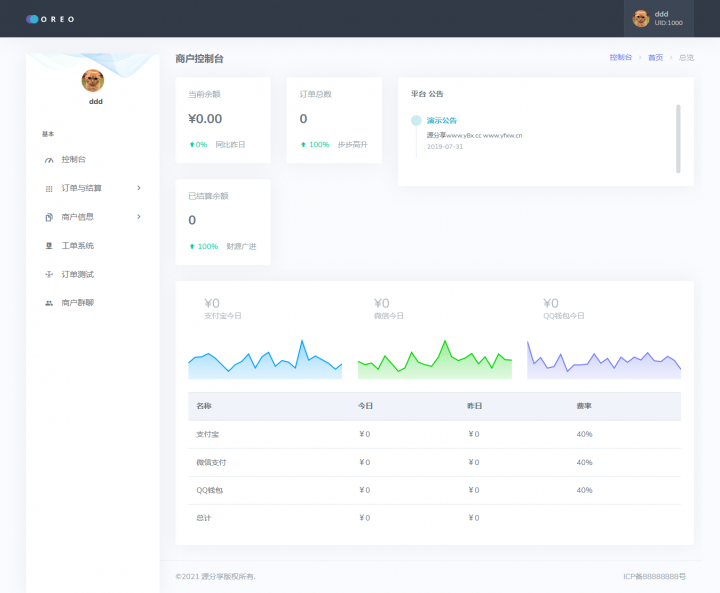 OREO
ddd
UID:1000
ddd
基本
控制台
订单与结算
商户信息
工单系统
订单测试
商户群聊
商户控制台
控制台 › 首页 › 总览
当前余额
¥0.00
0% 同比昨日
订单总数
0
100% 步步高升
平台 公告
演示公告
源分享www.y8x.cc www.yfxw.cn
2019-07-31
已结算余额
0
100% 财源广进
¥0
支付宝今日
¥0
微信今日
¥0
QQ钱包今日
名称 今日 昨日 费率
支付宝 ¥0 ¥0 40%
微信支付 ¥0 ¥0 40%
QQ钱包 ¥0 ¥0 40%
总计 ¥0 ¥0
©2021 源分享版权所有.
ICP备88888888号